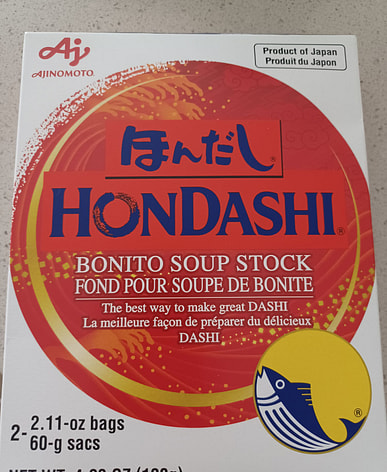 Aj
AJINOMOTO®
Product of Japan
Produit du Japon
ほんだし®
HONDASHI®
BONITO SOUP STOCK
FOND POUR SOUPE DE BONITE
The best way to make great DASHI
La meilleure façon de préparer du délicieux
DASHI
®
2- 2.11-oz bags
60-g sacs
NET WT.